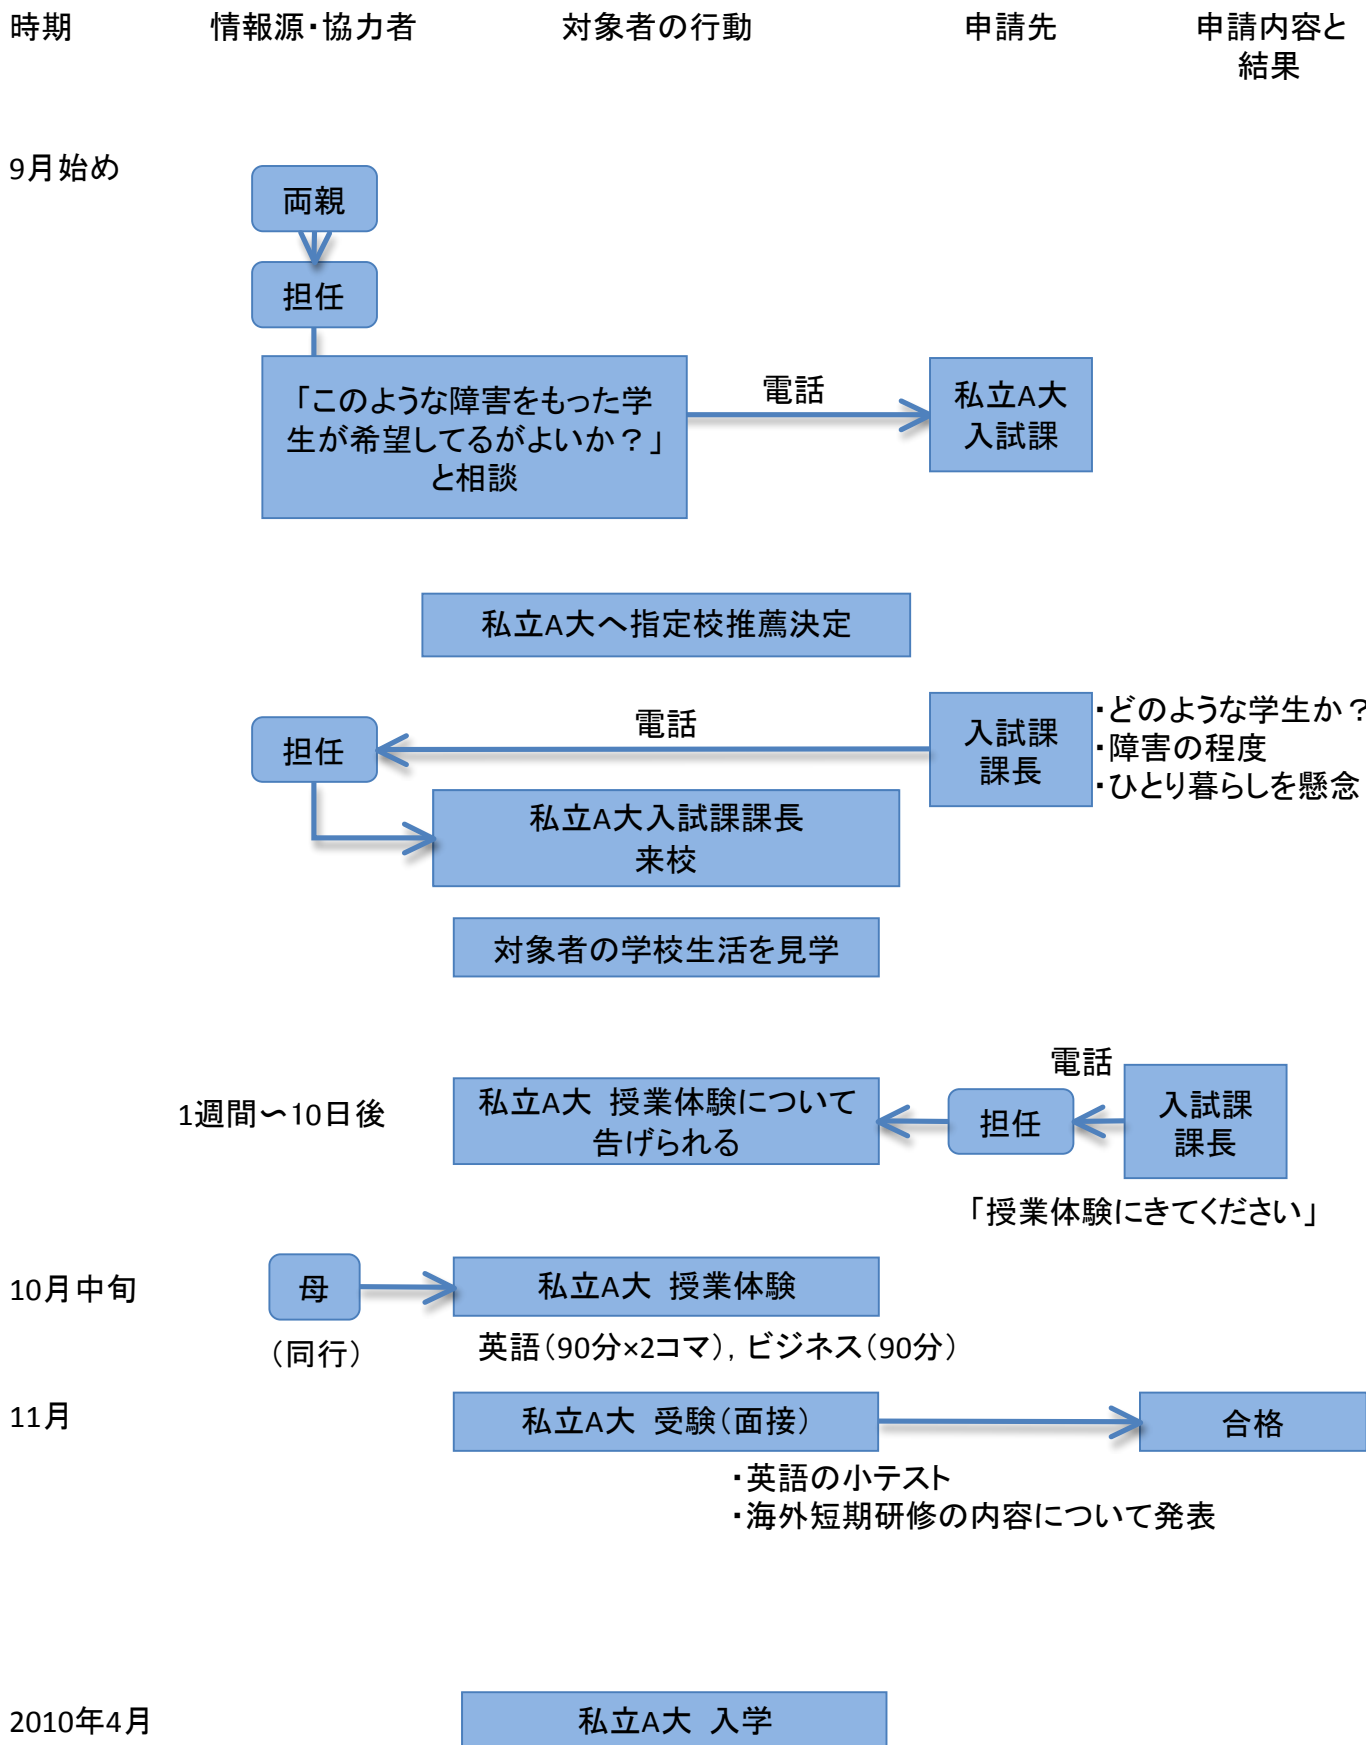 時期
情報源・協力者
対象者の行動
申請先
申請内容と
結果
9月始め
両親
担任
「このような障害をもった学
生が希望してるがよいか？」
と相談
電話
私立A大
入試課
私立A大へ指定校推薦決定
担任
電話
入試課
課長
・どのような学生か？
・障害の程度
・ひとり暮らしを懸念
私立A大入試課課長
来校
対象者の学校生活を見学
1週間〜10日後
私立A大 授業体験について
告げられる
担任
電話
入試課
課長
「授業体験にきてください」
10月中旬
母
（同行）
私立A大 授業体験
英語（90分×2コマ），ビジネス（90分）
11月
私立A大 受験（面接）
合格
・英語の小テスト
・海外短期研修の内容について発表
2010年4月
私立A大 入学